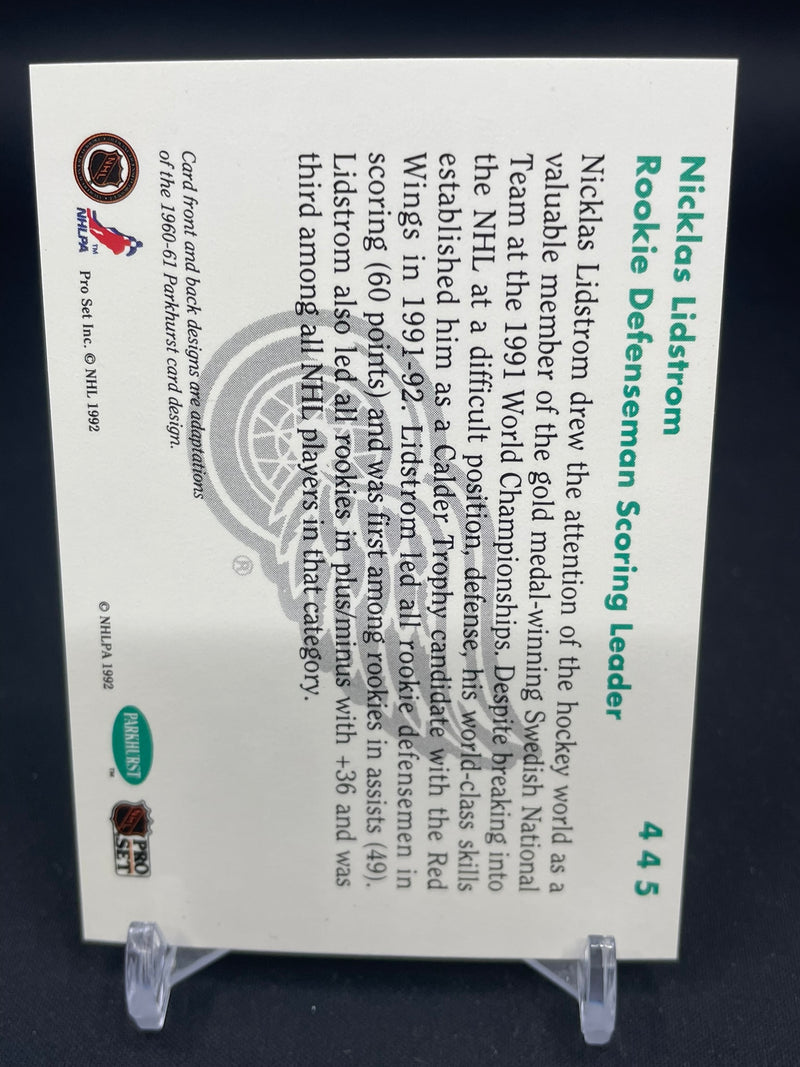 Nicklas Lidstrom 445
Rookie Defenseman Scoring Leader
Nicklas Lidstrom drew the attention of the hockey world as a
valuable member of the gold medal-winning Swedish National
Team at the 1991 World Championships. Despite breaking into
the NHL at a difficult position, defense, his world-class skills
established him as a Calder Trophy candidate with the Red
Wings in 1991-92. Lidstrom led all rookie defensemen in
scoring (60 points) and was first among rookies in assists (49).
Lidstrom also led all rookies in plus/minus with +36 and was
third among all NHL players in that category.
®
Card front and back designs are adaptations
of the 1960-61 Parkhurst card design.
NHL
NHLPA ™
Pro Set Inc. © NHL 1992
© NHLPA 1992
PARKHURST ™
NHL PRO SET